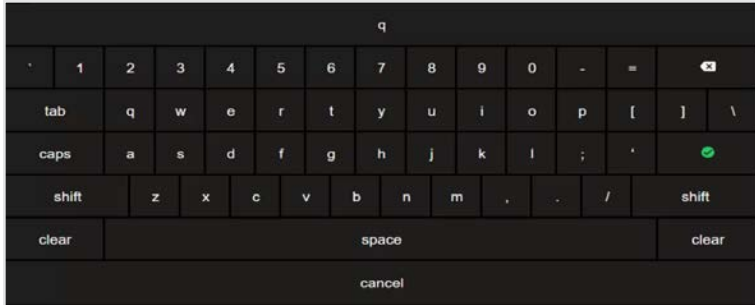 q
` 1 2 3 4 5 6 7 8 9 0 - =
tab q w e r t y u i o p [ ] \
caps a s d f g h j k l ; '
shift z x c v b n m , . / shift
clear space clear
cancel